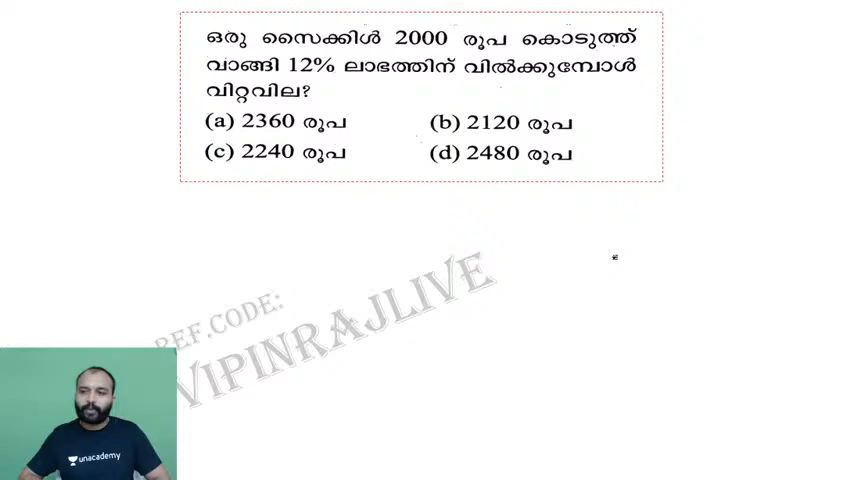 ഒരു സൈക്കിൾ 2000 രൂപ കൊടുത്ത്
വാങ്ങി 12% ലാഭത്തിന് വിൽക്കുമ്പോൾ
വിറ്റവില?
(a) 2360 രൂപ (b) 2120 രൂപ
(c) 2240 രൂപ (d) 2480 രൂപ
REF.CODE:
VIPINRAJLIVE
unacademy